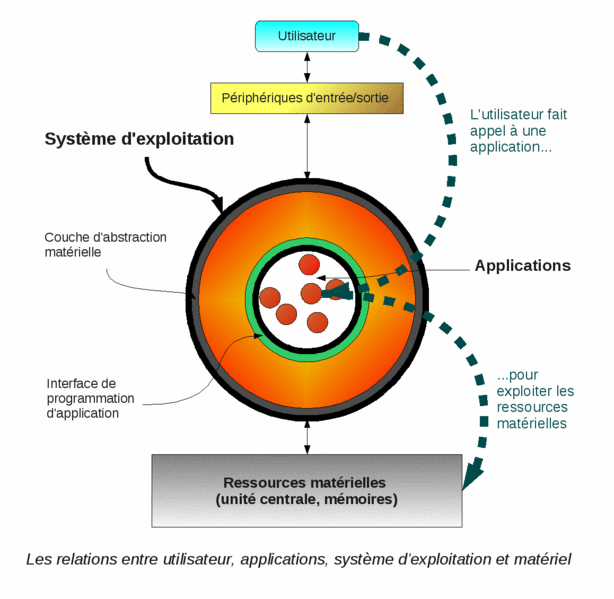 Utilisateur
Périphériques d'entrée/sortie
L'utilisateur fait
appel à une
application...
Système d'exploitation
Couche d'abstraction
matérielle
Applications
Interface de
programmation
d'application
...pour
exploiter les
ressources
matérielles
Ressources matérielles
(unité centrale, mémoires)
Les relations entre utilisateur, applications, système d'exploitation et matériel